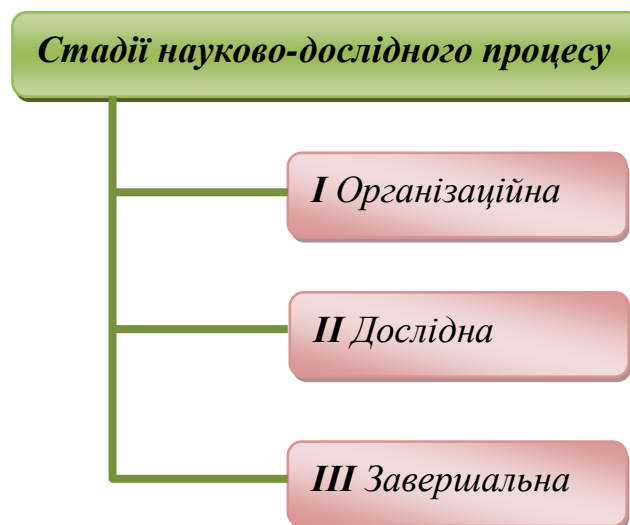 Стадії науково-дослідного процесу
I Організаційна
II Дослідна
III Завершальна